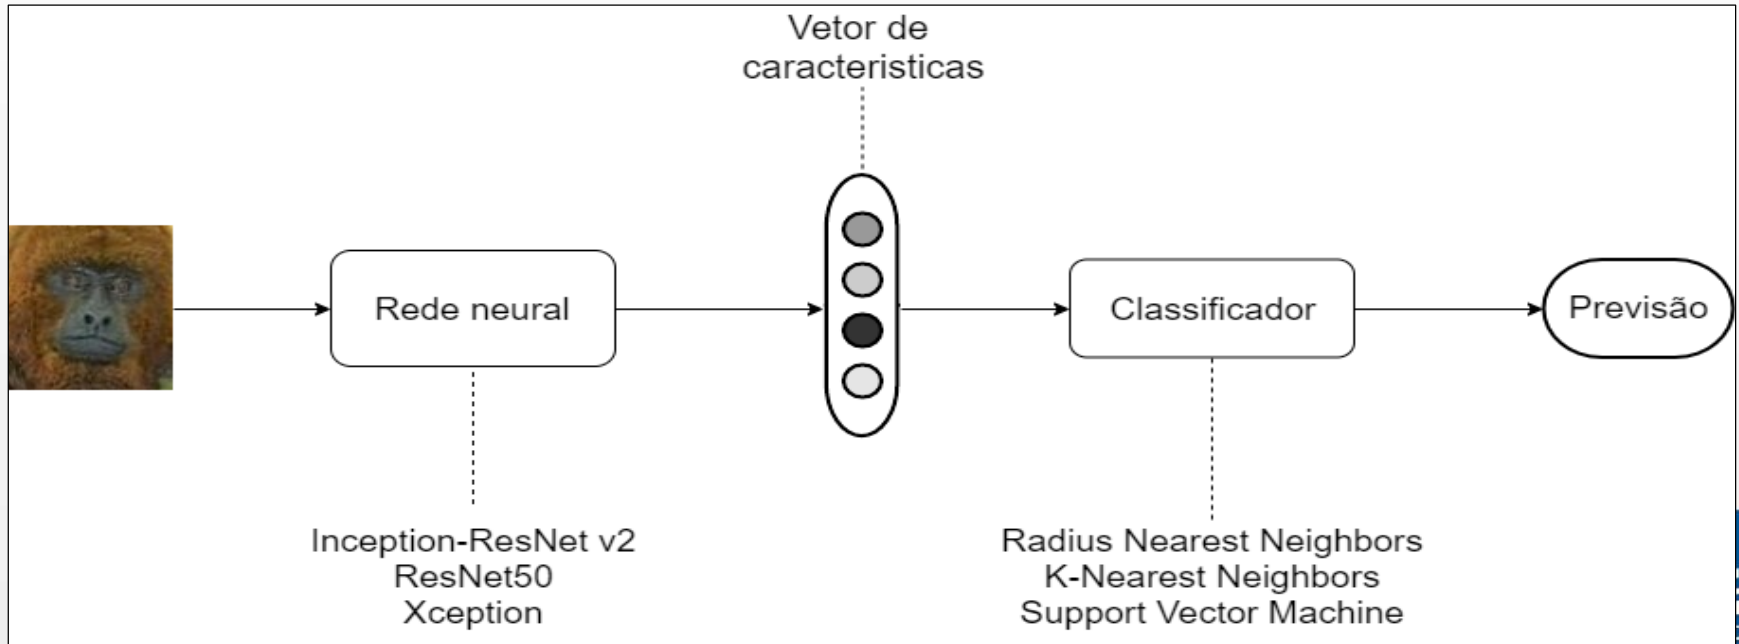 Vetor de
caracteristicas
Rede neural
Classificador
Previsão
Inception-ResNet v2
ResNet50
Xception
Radius Nearest Neighbors
K-Nearest Neighbors
Support Vector Machine